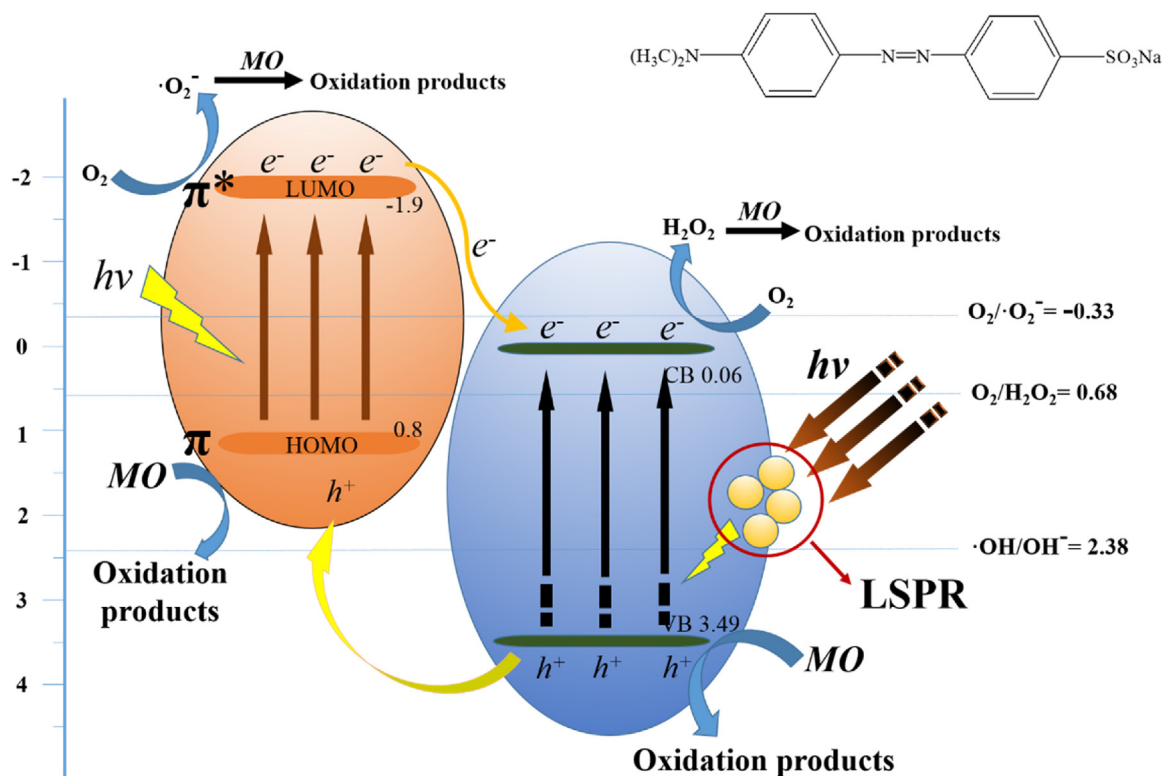 (H₃C)₂N
N=N
SO₃Na
MO
·O₂⁻
Oxidation products
O₂
e⁻ e⁻ e⁻
π*
LUMO
-1.9
e⁻
hν
π
HOMO
0.8
h⁺
MO
Oxidation
products
H₂O₂
MO
Oxidation products
O₂
e⁻ e⁻ e⁻
CB 0.06
hν
VB 3.49
h⁺ h⁺ h⁺
MO
Oxidation products
LSPR
O₂/·O₂⁻= -0.33
O₂/H₂O₂= 0.68
·OH/OH⁻= 2.38
-2
-1
0
1
2
3
4